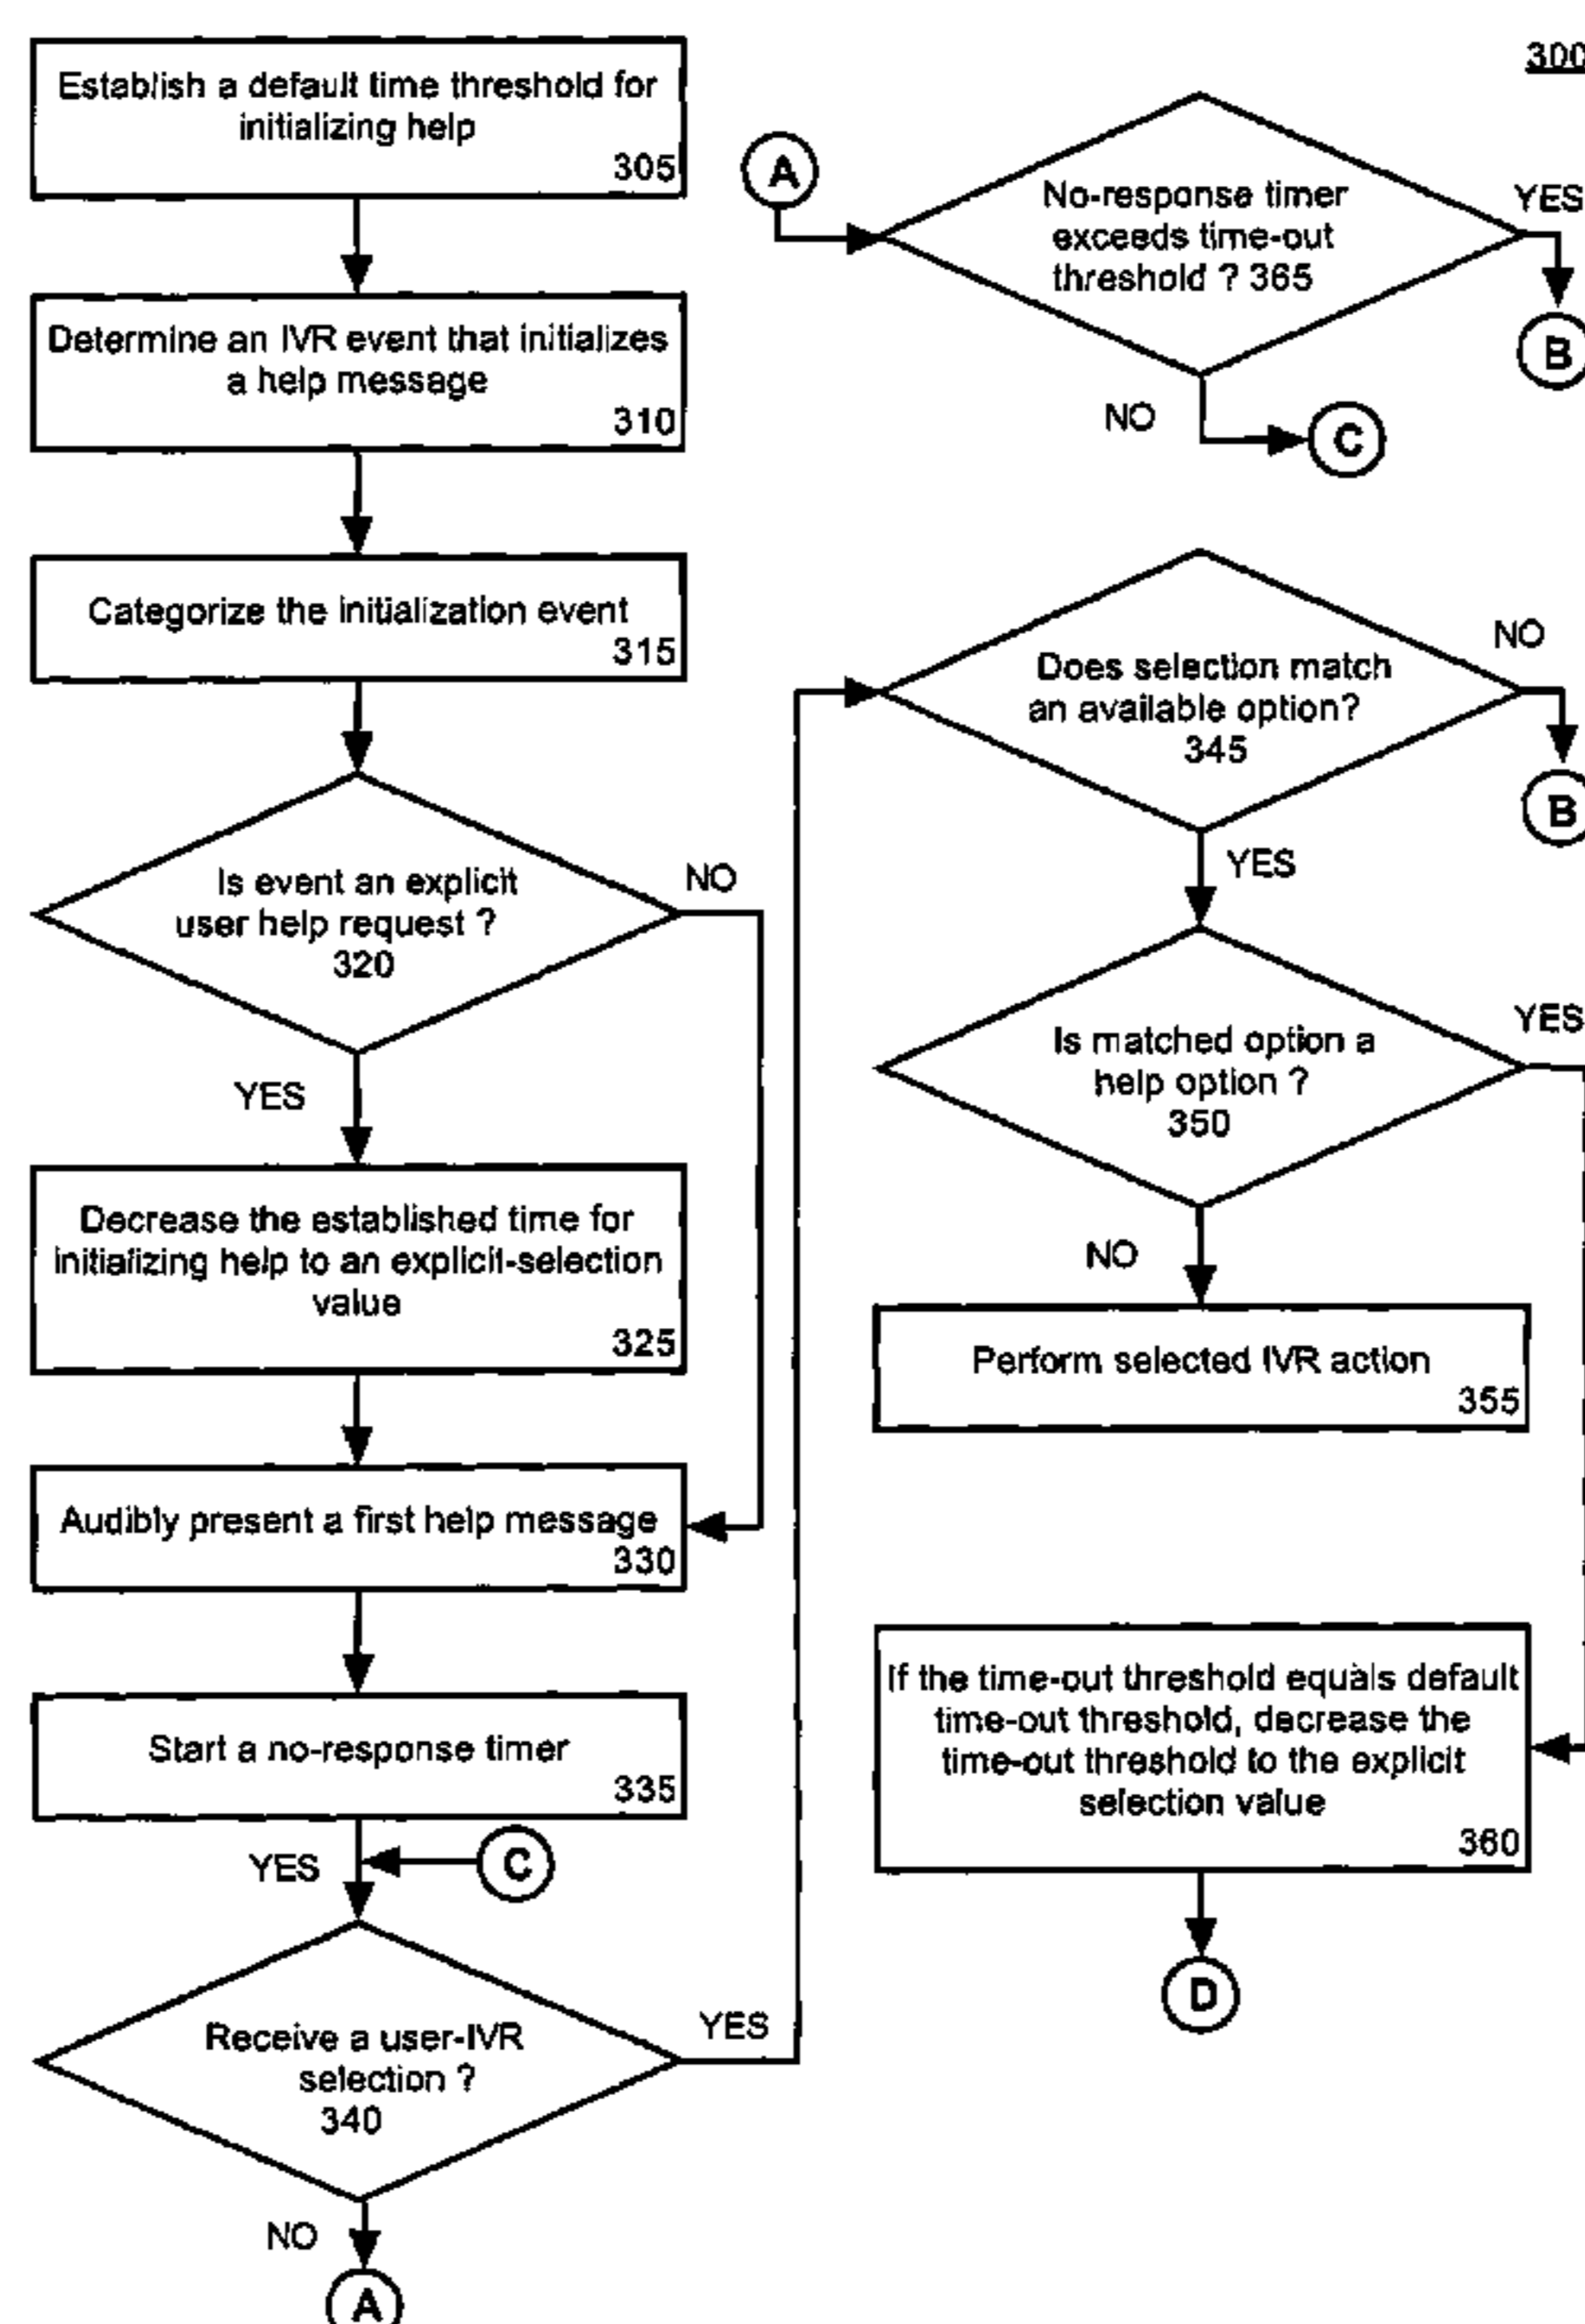 300
Establish a default time threshold for
initializing help
305
Determine an IVR event that initializes
a help message
310
Categorize the initialization event
315
Is event an explicit
user help request ?
320
NO
YES
Decrease the established time for
initializing help to an explicit-selection
value
325
Audibly present a first help message
330
Start a no-response timer
335
YES
C
Receive a user-IVR
selection ?
340
YES
NO
A
A
No-response timer
exceeds time-out
threshold ? 365
YES
B
NO
C
Does selection match
an available option?
345
NO
B
YES
Is matched option a
help option ?
350
YES
NO
Perform selected IVR action
355
If the time-out threshold equals default
time-out threshold, decrease the
time-out threshold to the explicit
selection value
360
D